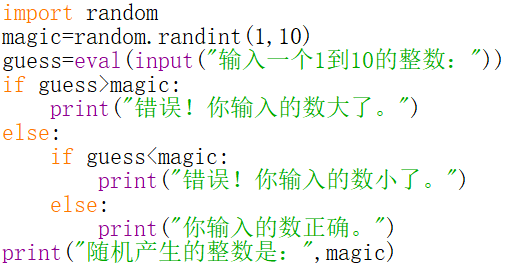 import random
magic=random.randint(1,10)
guess=eval(input("输入一个1到10的整数："))
if guess>magic:
    print("错误！你输入的数大了。")
else:
    if guess<magic:
        print("错误！你输入的数小了。")
    else:
        print("你输入的数正确。")
print("随机产生的整数是：",magic)